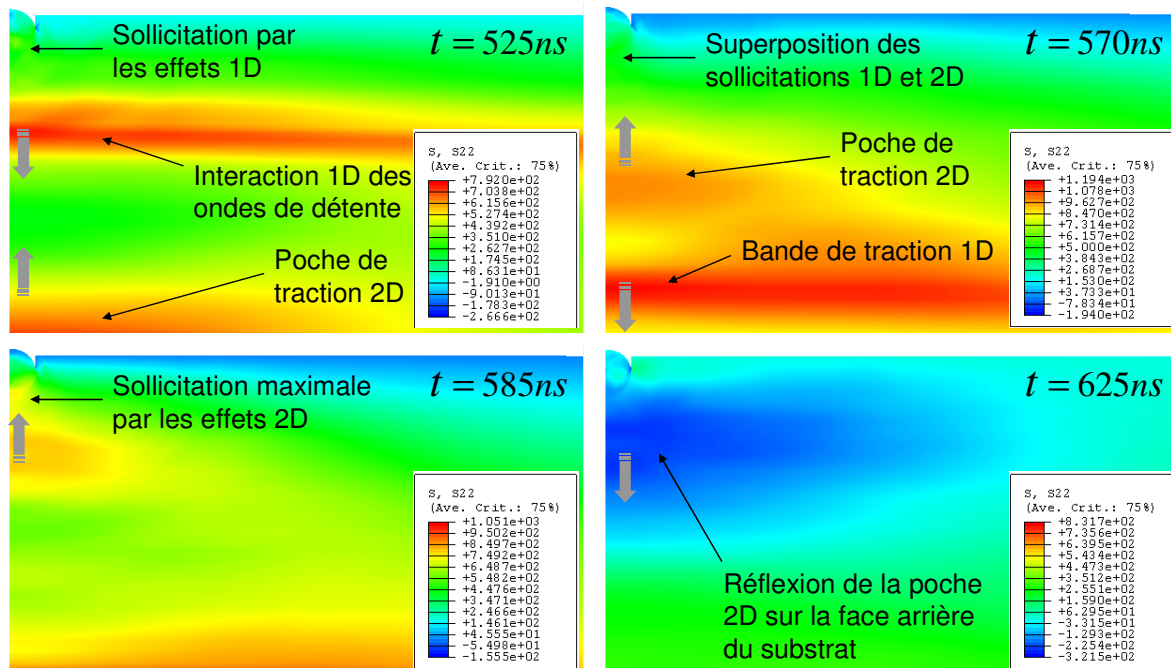 Sollicitation par
les effets 1D
t = 525ns
Interaction 1D des
ondes de détente
Poche de
traction 2D
S, S22
(Ave. Crit.: 75%)
+7.920e+02
+7.038e+02
+6.156e+02
+5.274e+02
+4.392e+02
+3.510e+02
+2.627e+02
+1.745e+02
+8.631e+01
-1.910e+00
-9.013e+01
-1.783e+02
-2.666e+02
Superposition des
sollicitations 1D et 2D
t = 570ns
Poche de
traction 2D
Bande de traction 1D
S, S22
(Ave. Crit.: 75%)
+1.194e+03
+1.078e+03
+9.627e+02
+8.470e+02
+7.314e+02
+6.157e+02
+5.000e+02
+3.843e+02
+2.687e+02
+1.530e+02
+3.733e+01
-7.834e+01
-1.940e+02
Sollicitation maximale
par les effets 2D
t = 585ns
S, S22
(Ave. Crit.: 75%)
+1.051e+03
+9.502e+02
+8.497e+02
+7.492e+02
+6.487e+02
+5.482e+02
+4.476e+02
+3.471e+02
+2.466e+02
+1.461e+02
+4.555e+01
-5.498e+01
-1.555e+02
t = 625ns
Réflexion de la poche
2D sur la face arrière
du substrat
S, S22
(Ave. Crit.: 75%)
+8.317e+02
+7.356e+02
+6.395e+02
+5.434e+02
+4.473e+02
+3.512e+02
+2.551e+02
+1.590e+02
+6.295e+01
-3.315e+01
-1.293e+02
-2.254e+02
-3.215e+02